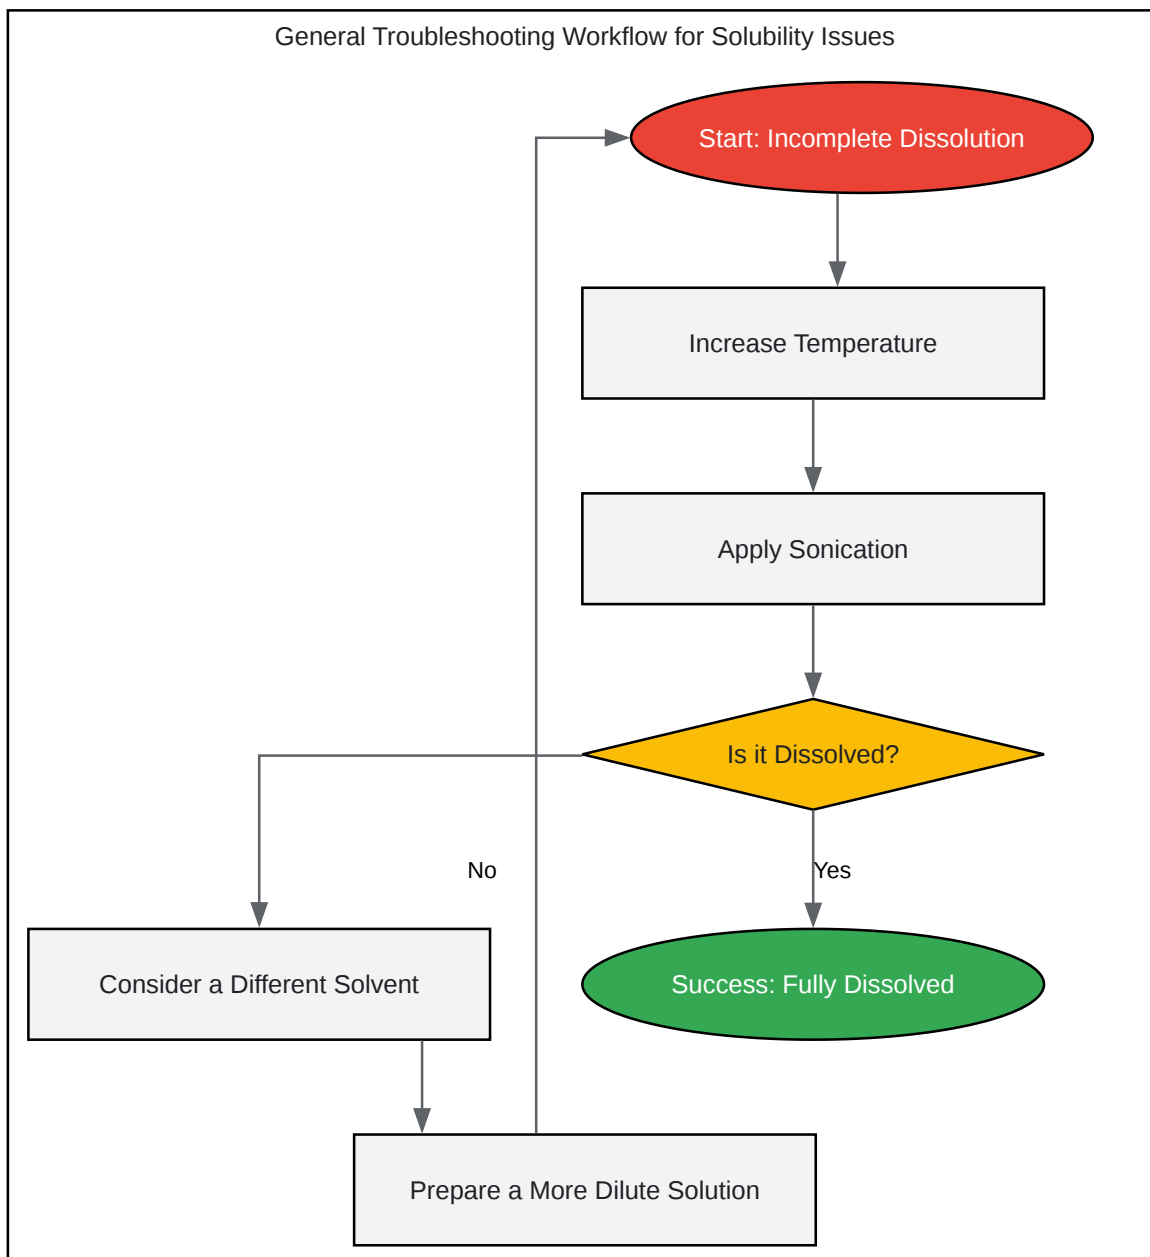 General Troubleshooting Workflow for Solubility Issues
Start: Incomplete Dissolution
Increase Temperature
Apply Sonication
Is it Dissolved?
No
Yes
Consider a Different Solvent
Success: Fully Dissolved
Prepare a More Dilute Solution